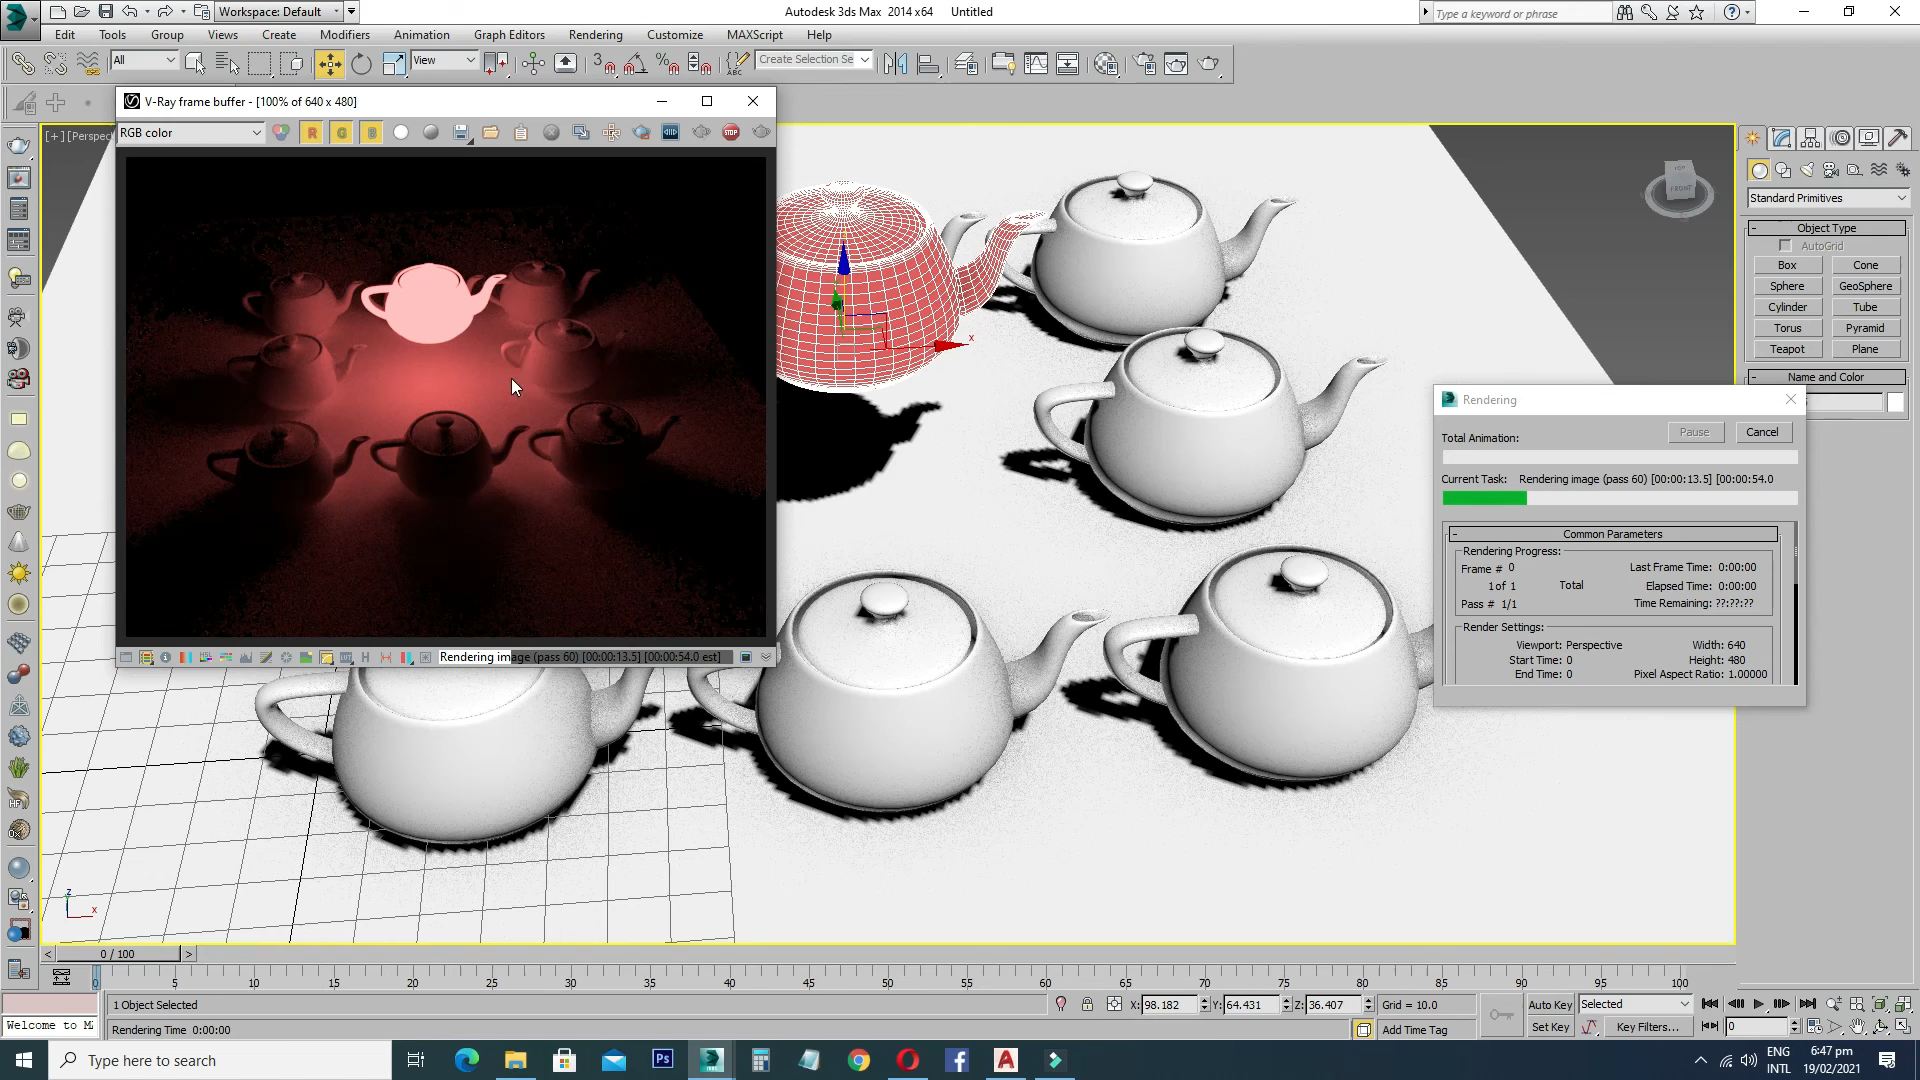 Workspace: Default
Autodesk 3ds Max 2014 x64 Untitled
Type a keyword or phrase
Edit Tools Group Views Create Modifiers Animation Graph Editors Rendering Customize MAXScript Help
All
View
Create Selection Se
V-Ray frame buffer - [100% of 640 x 480]
[+] [Perspec
RGB color
R G B
STOP
TOP
FRONT
Standard Primitives
Object Type
AutoGrid
Box Cone
Sphere GeoSphere
Cylinder Tube
Torus Pyramid
Teapot Plane
Name and Color
x
Rendering
Total Animation:
Pause Cancel
Current Task: Rendering image (pass 60) [00:00:13.5] [00:00:54.0
Common Parameters
Rendering Progress:
Frame # 0 Last Frame Time: 0:00:00
1 of 1 Total Elapsed Time: 0:00:00
Pass # 1/1 Time Remaining: ??:??:??
Render Settings:
Viewport: Perspective Width: 640
Start Time: 0 Height: 480
End Time: 0 Pixel Aspect Ratio: 1.00000
Rendering image (pass 60) [00:00:13.5] [00:00:54.0 est]
z
x
0 / 100
0 5 10 15 20 25 30 35 40 45 50 55 60 65 70 75 80 85 90 95 100
1 Object Selected
X: 98.182 Y: 64.431 Z: 36.407 Grid = 10.0
Auto Key Selected
Welcome to M
Rendering Time 0:00:00
Add Time Tag
Set Key Key Filters...
0
Type here to search
Ps
ENG
INTL
6:47 pm
19/02/2021